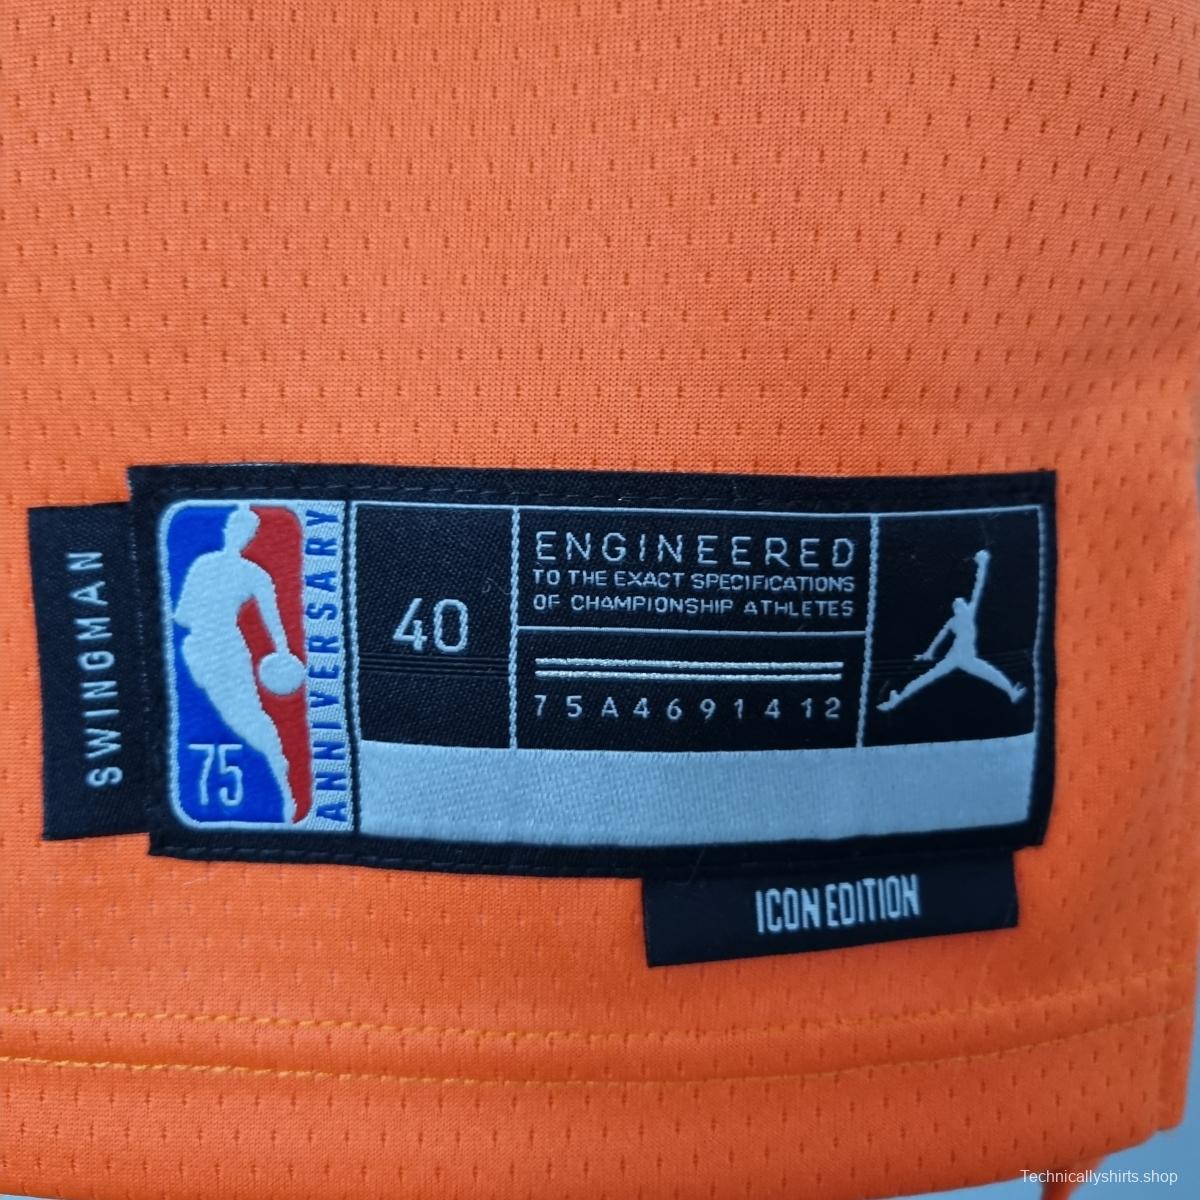 SWINGMAN
75
ANNIVERSARY
40
ENGINEERED
TO THE EXACT SPECIFICATIONS
OF CHAMPIONSHIP ATHLETES
75A4691412
ICON EDITION
Technicallyshirts.shop